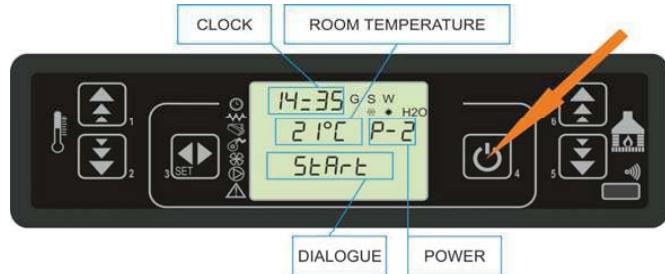 CLOCK ROOM TEMPERATURE
14:35 G S W
H2O
1 6
21°C P-2
StArt
2 3 SET 4 5
DIALOGUE POWER